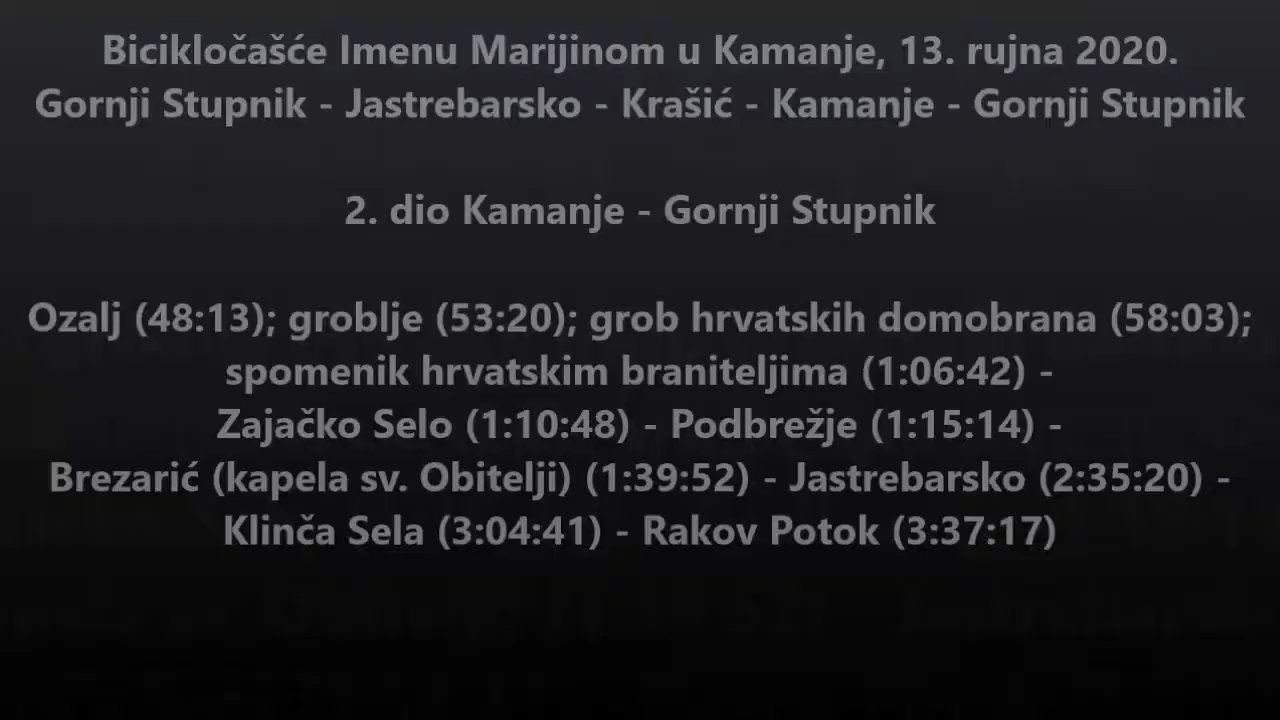 Bicikločašće Imenu Marijinom u Kamanje, 13. rujna 2020.
Gornji Stupnik - Jastrebarsko - Krašić - Kamanje - Gornji Stupnik
2. dio Kamanje - Gornji Stupnik
Ozalj (48:13); groblje (53:20); grob hrvatskih domobrana (58:03);
spomenik hrvatskim braniteljima (1:06:42) -
Zajačko Selo (1:10:48) - Podbrežje (1:15:14) -
Brezarić (kapela sv. Obitelji) (1:39:52) - Jastrebarsko (2:35:20) -
Klinča Sela (3:04:41) - Rakov Potok (3:37:17)